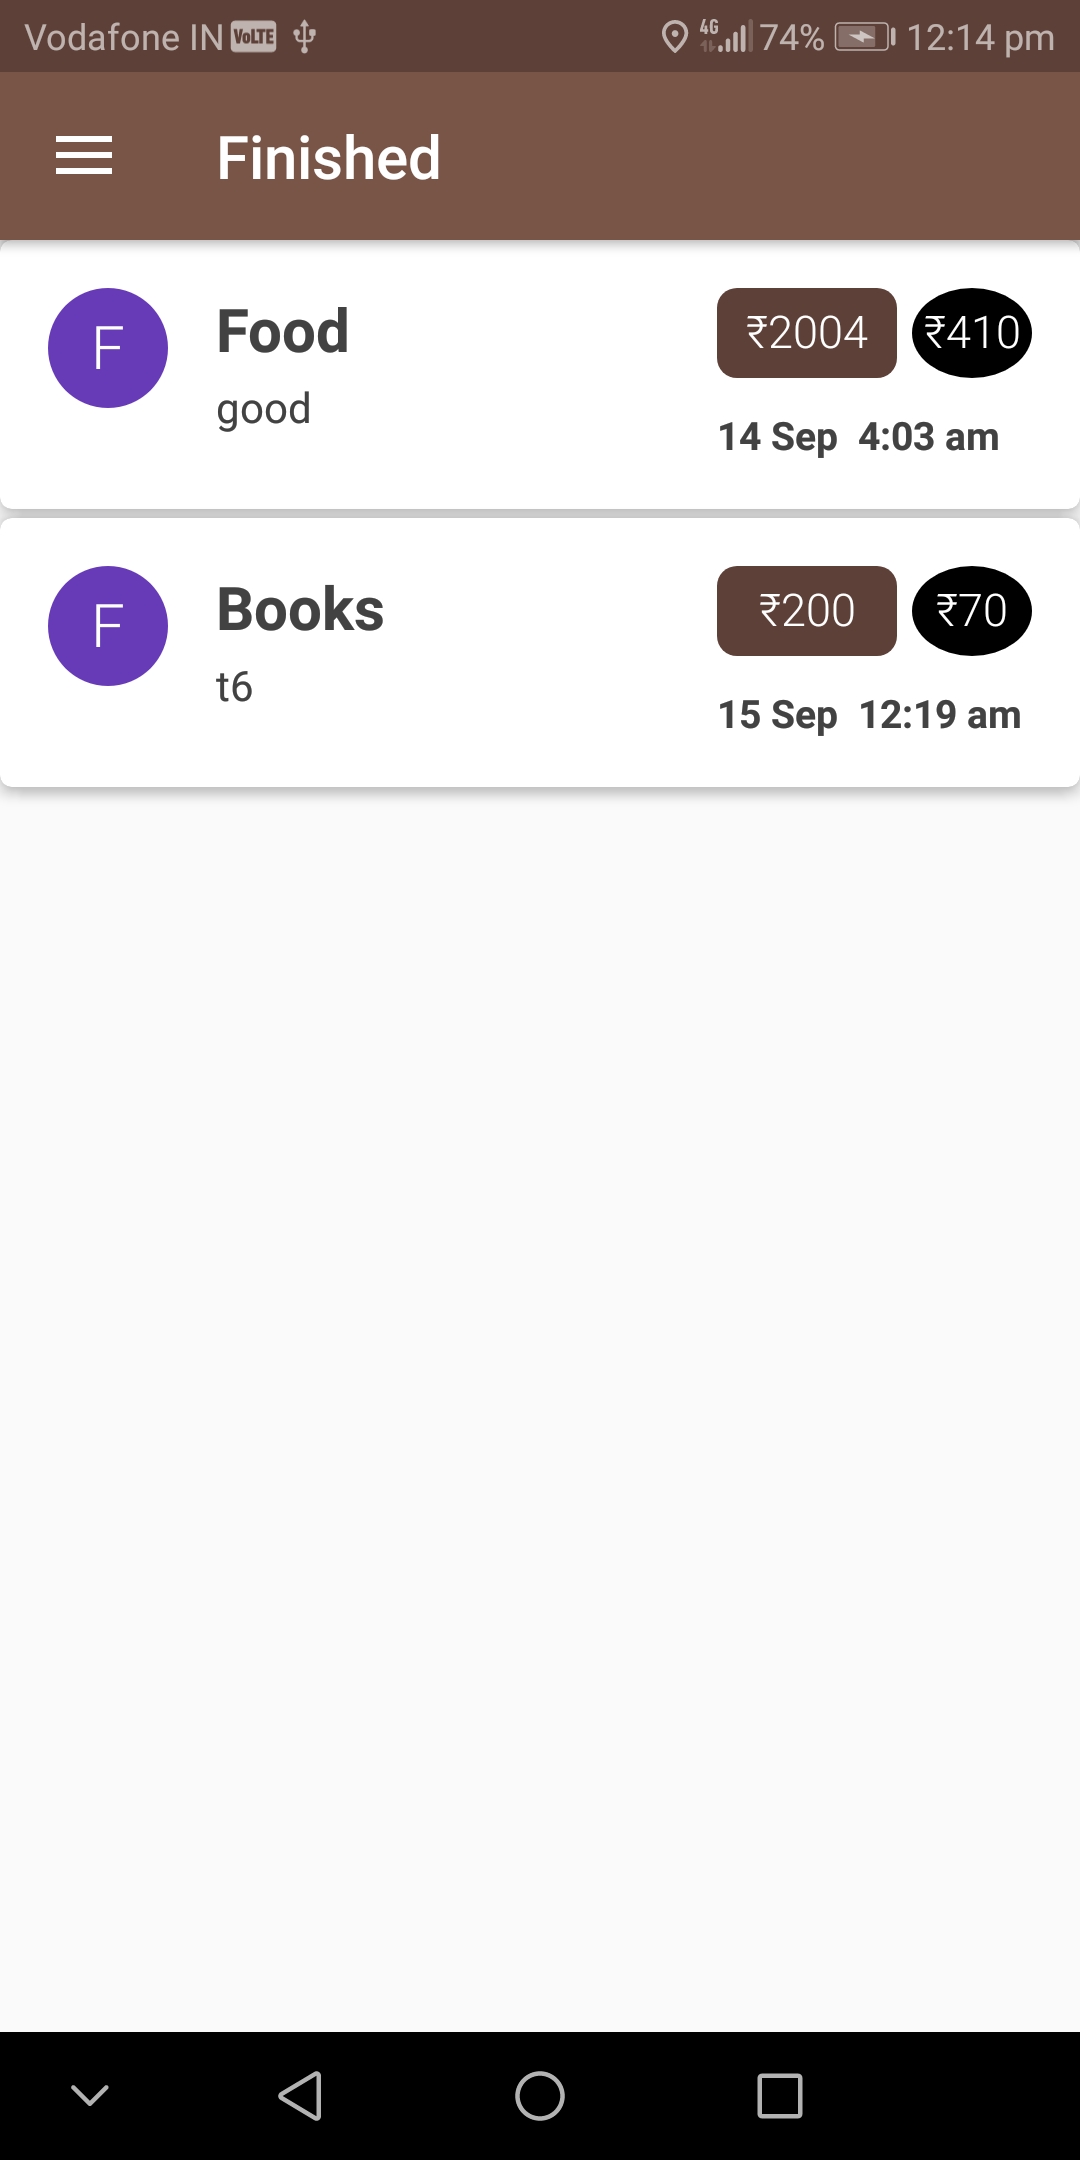 Vodafone IN VoLTE 4G 74% 12:14 pm
Finished
F Food ₹2004 ₹410
good
14 Sep 4:03 am
F Books ₹200 ₹70
t6
15 Sep 12:19 am